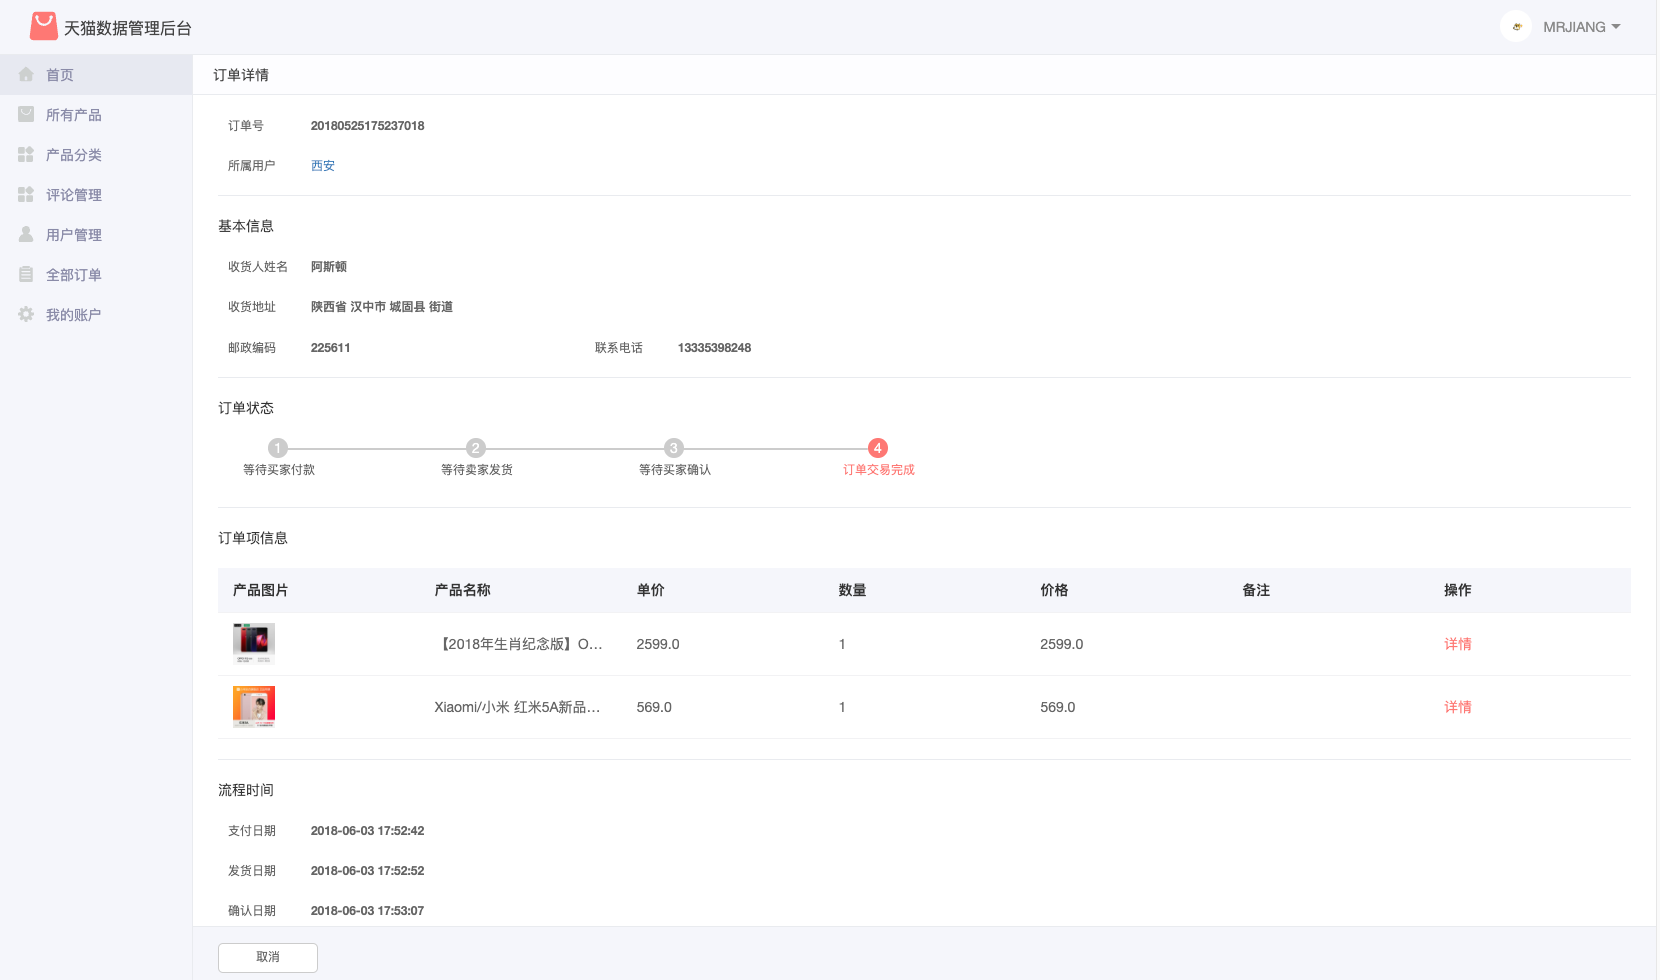 天猫数据管理后台
MRJIANG
首页
所有产品
产品分类
评论管理
用户管理
全部订单
我的账户
订单详情
订单号 20180525175237018
所属用户 西安
基本信息
收货人姓名 阿斯顿
收货地址 陕西省 汉中市 城固县 街道
邮政编码 225611 联系电话 13335398248
订单状态
1 2 3 4
等待买家付款 等待卖家发货 等待买家确认 订单交易完成
订单项信息
产品图片 产品名称 单价 数量 价格 备注 操作
【2018年生肖纪念版】O... 2599.0 1 2599.0 详情
Xiaomi/小米 红米5A新品... 569.0 1 569.0 详情
流程时间
支付日期 2018-06-03 17:52:42
发货日期 2018-06-03 17:52:52
确认日期 2018-06-03 17:53:07
取消